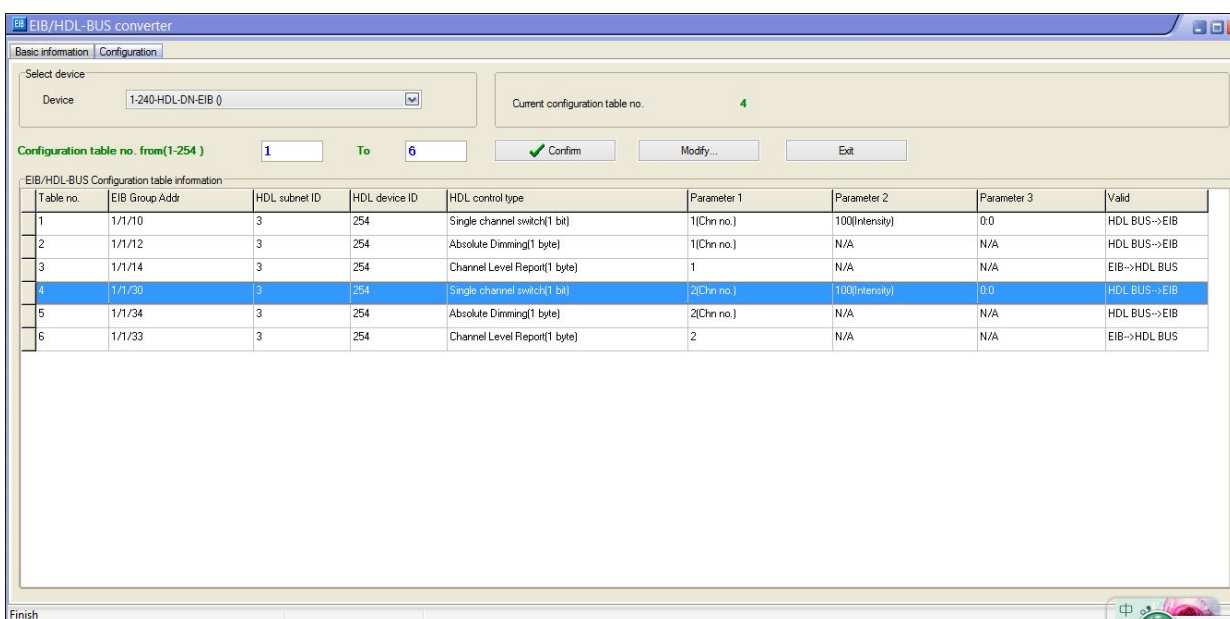 EIB EIB/HDL-BUS converter
Basic information Configuration
Select device
Device 1-240-HDL-DN-EIB () Current configuration table no. 4
Configuration table no. from(1-254 ) 1 To 6 Confirm Modify... Exit
EIB/HDL-BUS Configuration table information
Table no. EIB Group Addr HDL subnet ID HDL device ID HDL control type Parameter 1 Parameter 2 Parameter 3 Valid
1 1/1/10 3 254 Single channel switch(1 bit) 1(Chn no.) 100(Intensity) 0:0 HDL BUS-->EIB
2 1/1/12 3 254 Absolute Dimming(1 byte) 1(Chn no.) N/A N/A HDL BUS-->EIB
3 1/1/14 3 254 Channel Level Report(1 byte) 1 N/A N/A EIB-->HDL BUS
4 1/1/30 3 254 Single channel switch(1 bit) 2(Chn no.) 100(Intensity) 0:0 HDL BUS-->EIB
5 1/1/34 3 254 Absolute Dimming(1 byte) 2(Chn no.) N/A N/A HDL BUS-->EIB
6 1/1/33 3 254 Channel Level Report(1 byte) 2 N/A N/A EIB-->HDL BUS
Finish 中